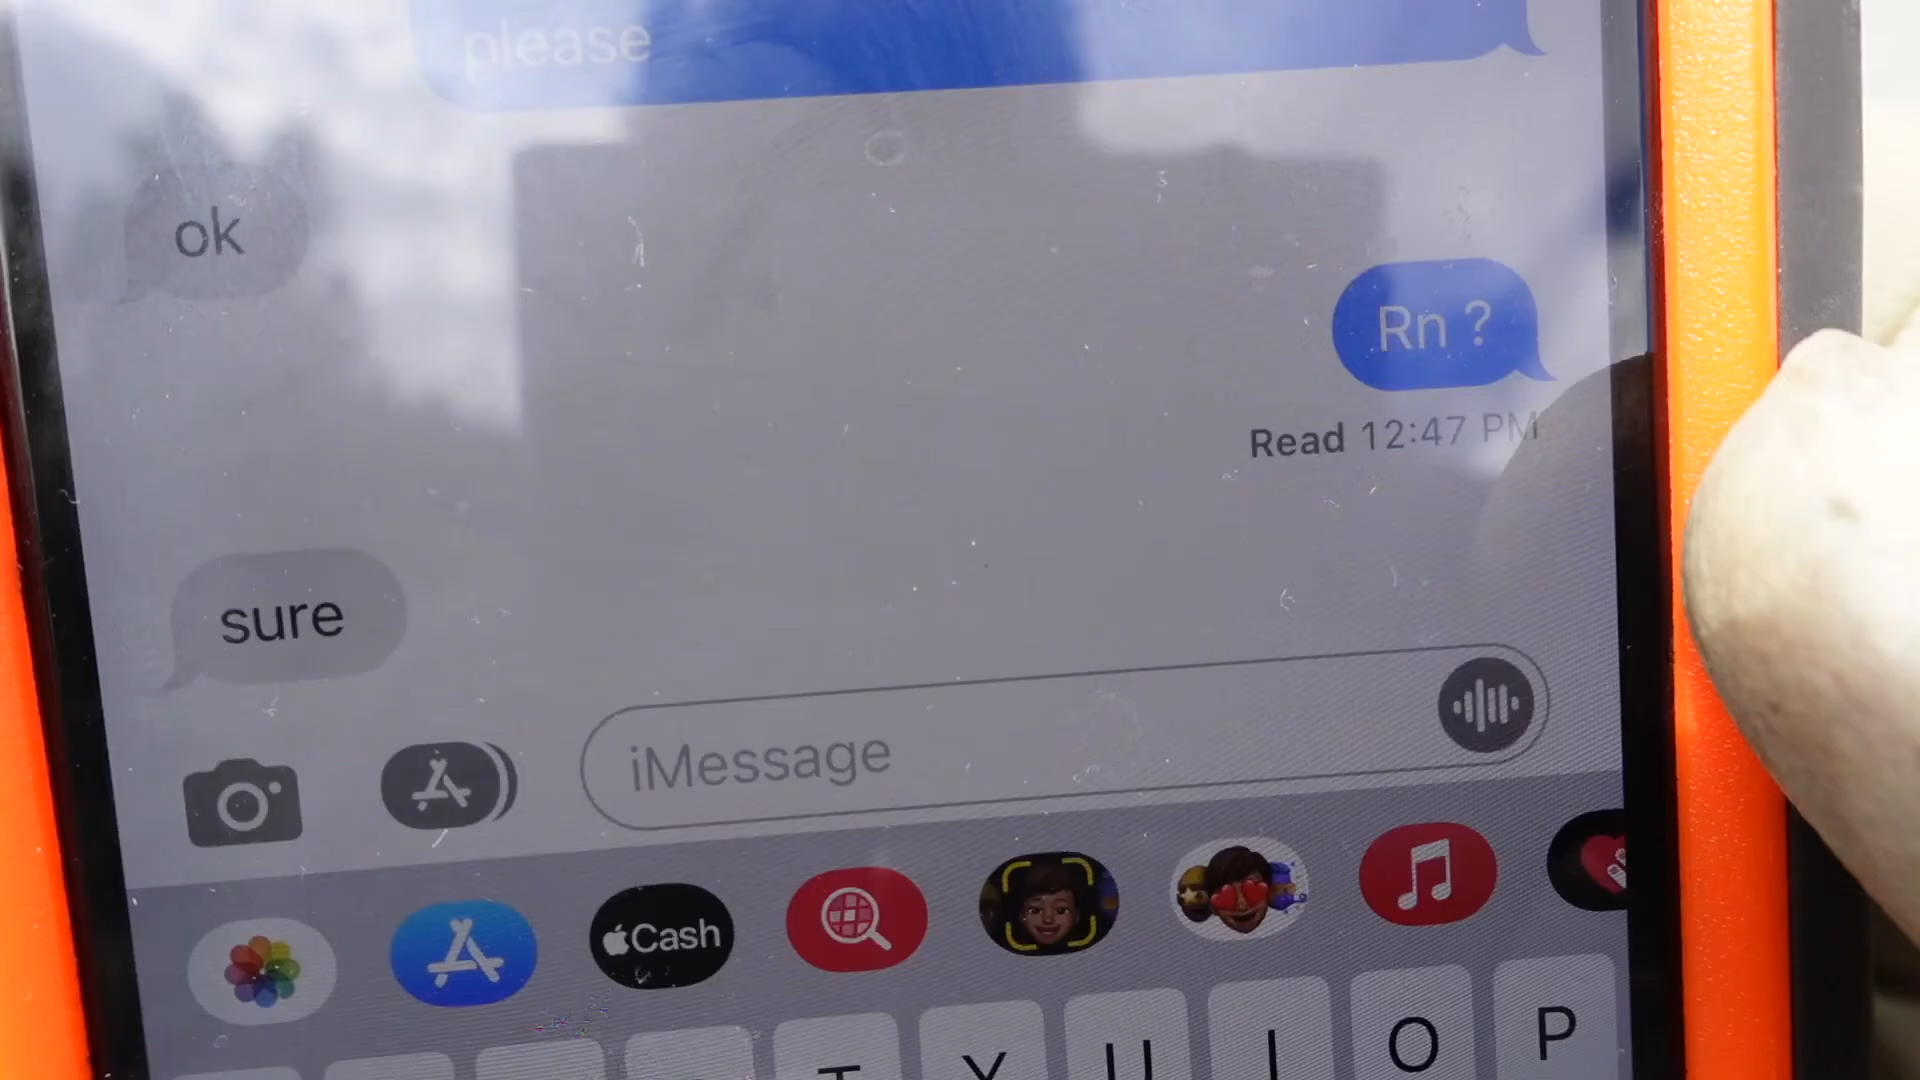 please
ok
Rn ?
Read 12:47 PM
sure
iMessage
Cash
T Y U I O P